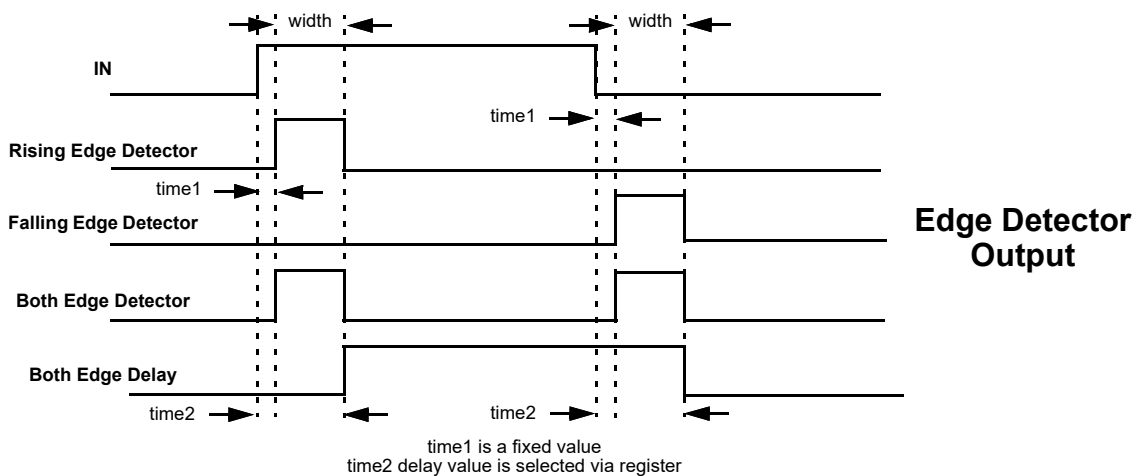 width
width
IN
time1
Rising Edge Detector
time1
Falling Edge Detector
Edge Detector
Output
Both Edge Detector
Both Edge Delay
time2
time2
time1 is a fixed value
time2 delay value is selected via register